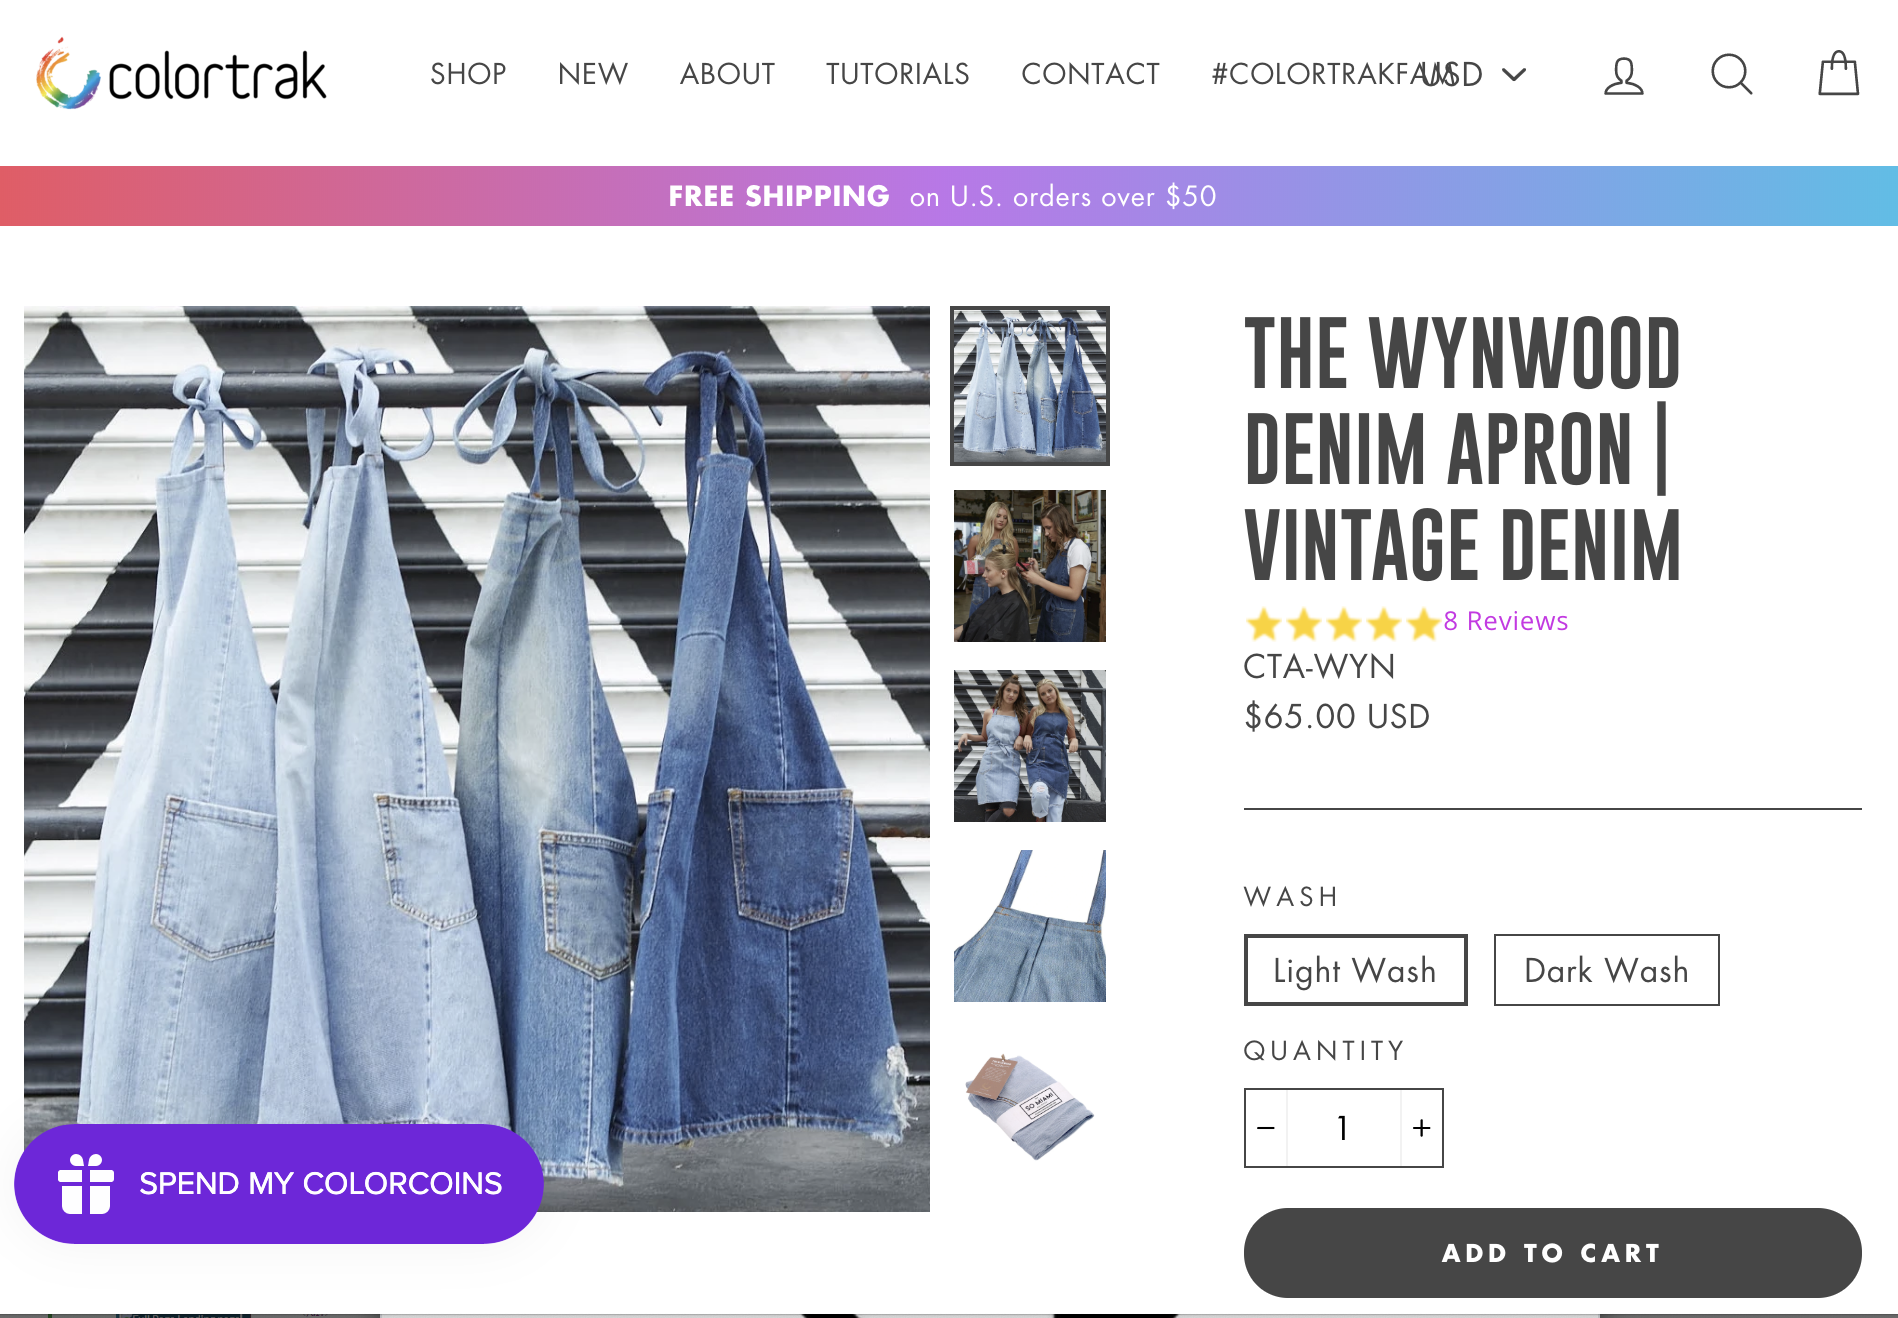 colortrak
SHOP NEW ABOUT TUTORIALS CONTACT #COLORTRAKFAM USD
FREE SHIPPING on U.S. orders over $50
THE WYNWOOD
DENIM APRON |
VINTAGE DENIM
8 Reviews
CTA-WYN
$65.00 USD
WASH
Light Wash Dark Wash
QUANTITY
− 1 +
SO MIAMI
SPEND MY COLORCOINS
ADD TO CART